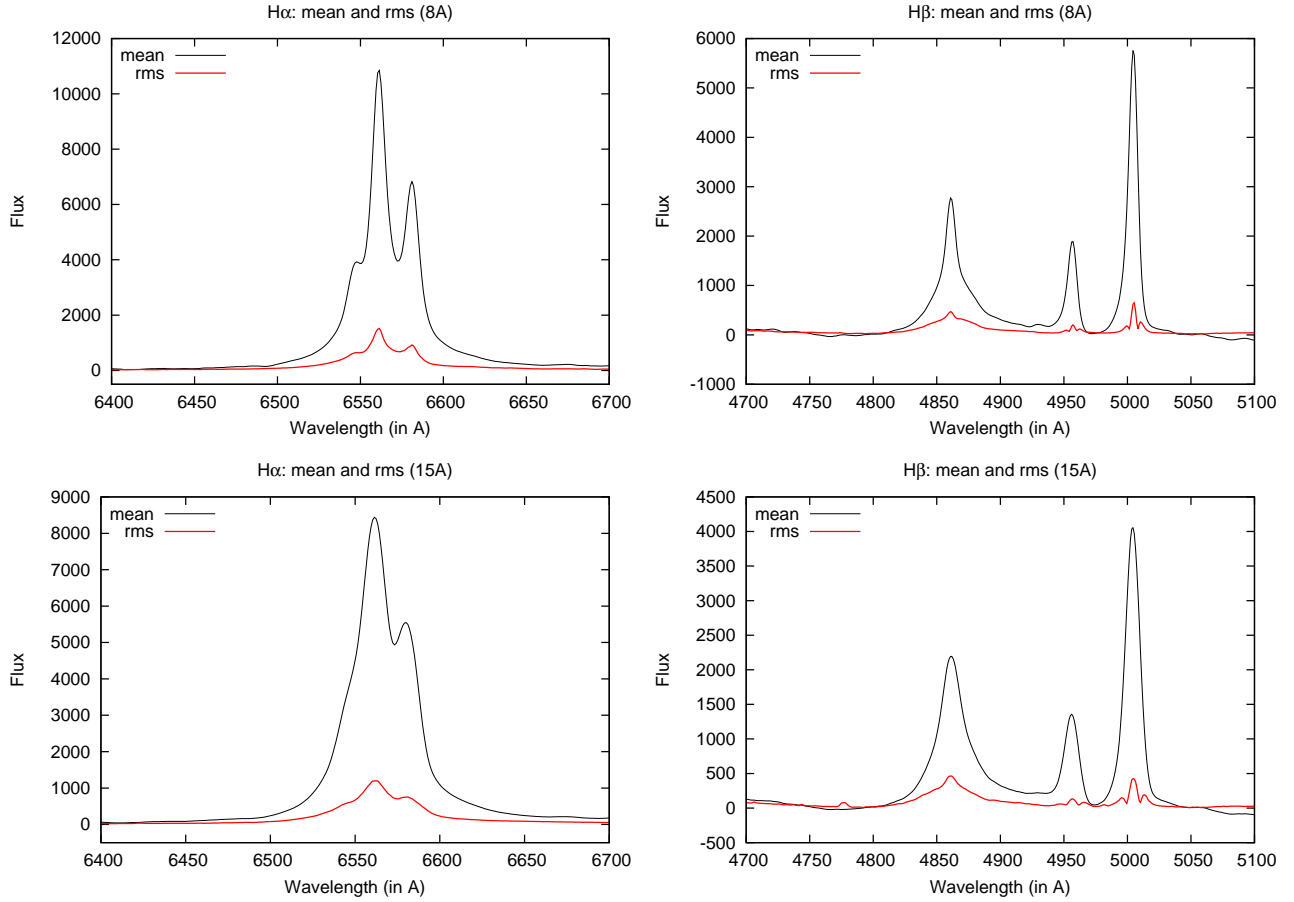 Hα: mean and rms (8A)
mean
rms
Flux
12000
10000
8000
6000
4000
2000
0
6400 6450 6500 6550 6600 6650 6700
Wavelength (in A)
Hβ: mean and rms (8A)
mean
rms
Flux
6000
5000
4000
3000
2000
1000
0
-1000
4700 4750 4800 4850 4900 4950 5000 5050 5100
Wavelength (in A)
Hα: mean and rms (15A)
mean
rms
Flux
9000
8000
7000
6000
5000
4000
3000
2000
1000
0
6400 6450 6500 6550 6600 6650 6700
Wavelength (in A)
Hβ: mean and rms (15A)
mean
rms
Flux
4500
4000
3500
3000
2500
2000
1500
1000
500
0
-500
4700 4750 4800 4850 4900 4950 5000 5050 5100
Wavelength (in A)